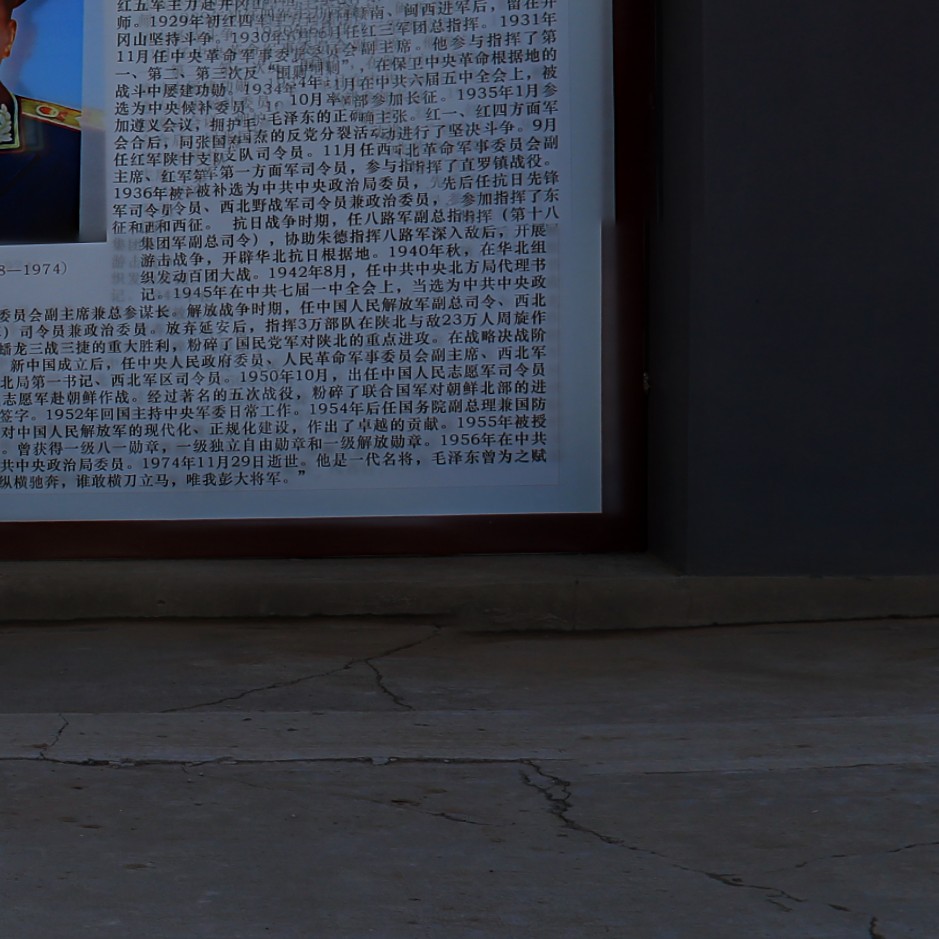 红五军主力赴井冈山
南、闽西进军后，留在井
师。1929年初红四军主力
冈山坚持斗争。1930年6月任红三军团总指挥。1931年
11月任中央革命军事委员会副主席。他参与指挥了第
一、第二、第三次反“围剿”，在保卫中央革命根据地的
战斗中屡建功勋。1934年1月在中共六届五中全会上，被
选为中央候补委员。10月率部参加长征。1935年1月参
加遵义会议，拥护毛泽东的正确主张。红一、红四方面军
会合后，同张国焘的反党分裂活动进行了坚决斗争。9月
任红军陕甘支队司令员。11月任西北革命军事委员会副
主席、红军第一方面军司令员，参与指挥了直罗镇战役。
1936年被补选为中共中央政治局委员，先后任抗日先锋
军司令员、西北野战军司令员兼政治委员，参加指挥了东
征和西征。 抗日战争时期，任八路军副总指挥（第十八
集团军副总司令），协助朱德指挥八路军深入敌后，开展
游击战争，开辟华北抗日根据地。1940年秋，在华北组
8—1974）
织发动百团大战。1942年8月，任中共中央北方局代理书
记。1945年在中共七届一中全会上，当选为中共中央政
委员会副主席兼总参谋长。解放战争时期，任中国人民解放军副总司令、西北
）司令员兼政治委员。放弃延安后，指挥3万部队在陕北与敌23万人周旋作
蟠龙三战三捷的重大胜利，粉碎了国民党军对陕北的重点进攻。在战略决战阶
新中国成立后，任中央人民政府委员、人民革命军事委员会副主席、西北军
北局第一书记、西北军区司令员。1950年10月，出任中国人民志愿军司令员
志愿军赴朝鲜作战。经过著名的五次战役，粉碎了联合国军对朝鲜北部的进
签字。1952年回国主持中央军委日常工作。1954年后任国务院副总理兼国防
对中国人民解放军的现代化、正规化建设，作出了卓越的贡献。1955年被授
。曾获得一级八一勋章，一级独立自由勋章和一级解放勋章。1956年在中共
共中央政治局委员。1974年11月29日逝世。他是一代名将，毛泽东曾为之赋
纵横驰奔，谁敢横刀立马，唯我彭大将军。”